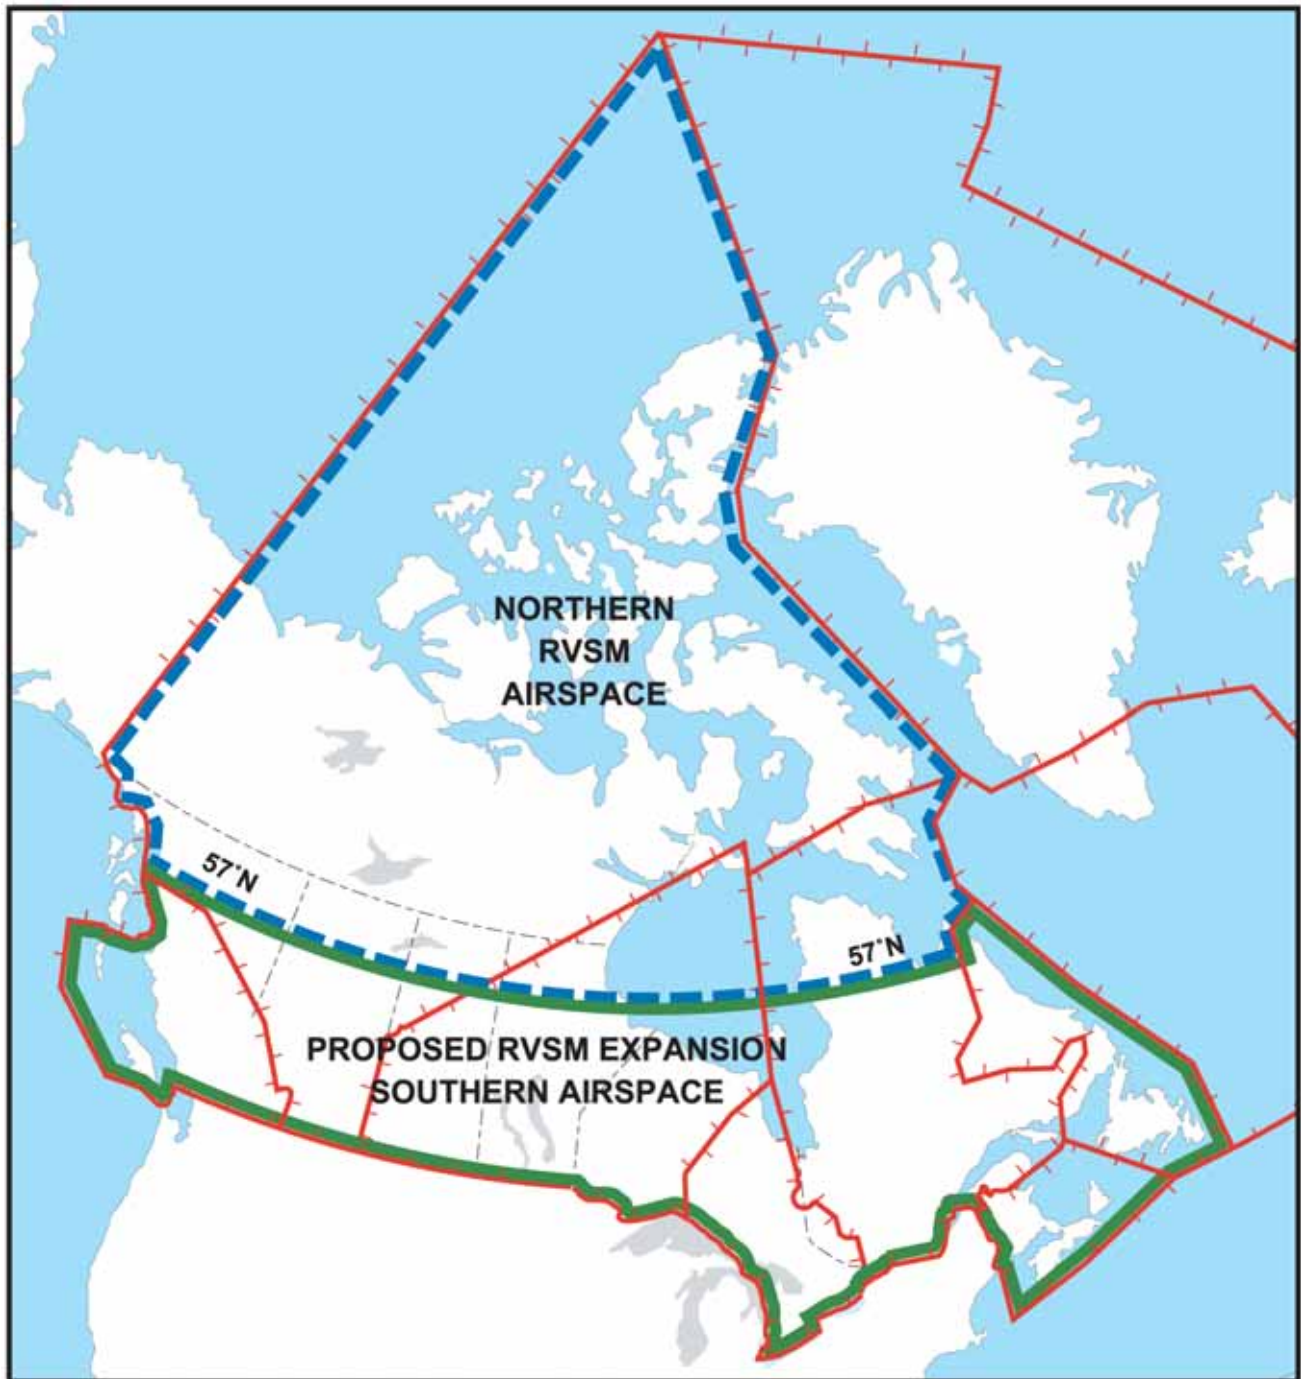 NORTHERN
RVSM
AIRSPACE
57°N
57°N
PROPOSED RVSM EXPANSION
SOUTHERN AIRSPACE